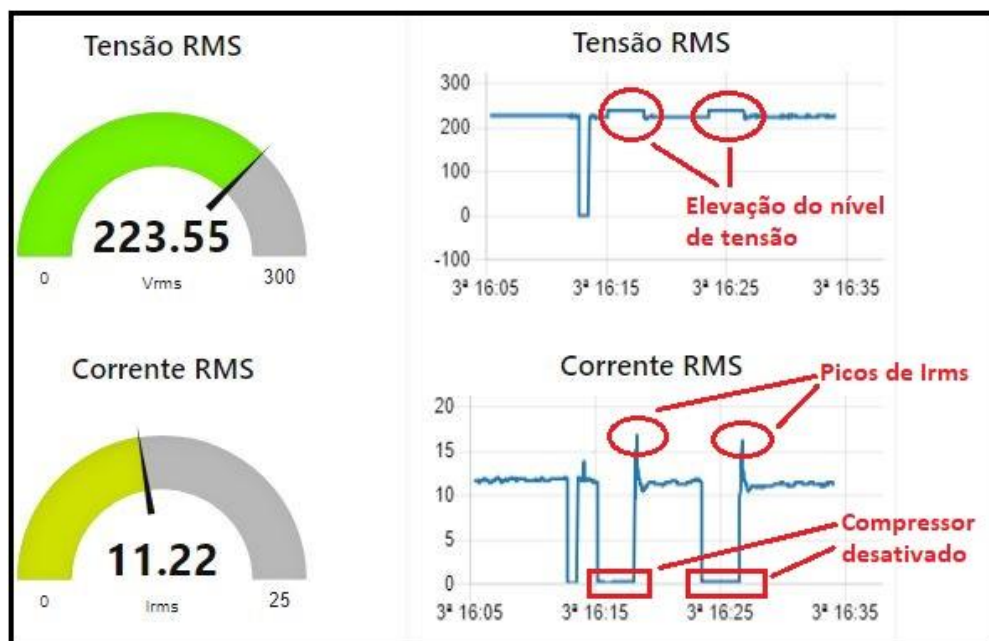 Tensão RMS
223.55
0
300
Vrms
Tensão RMS
300
200
100
0
-100
3ª 16:05
3ª 16:15
3ª 16:25
3ª 16:35
Elevação do nível
de tensão
Corrente RMS
11.22
0
25
Irms
Corrente RMS
20
15
10
5
0
3ª 16:05
3ª 16:15
3ª 16:25
3ª 16:35
Picos de Irms
Compressor
desativado